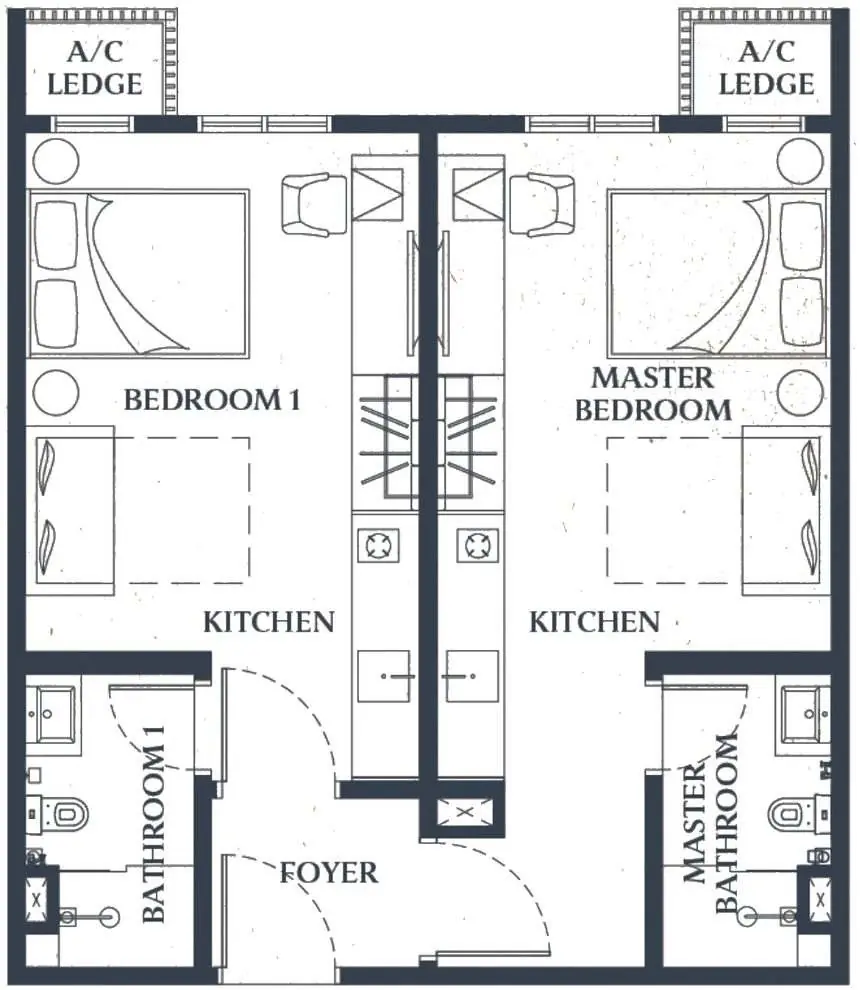 A/C
LEDGE
A/C
LEDGE
BEDROOM 1
MASTER
BEDROOM
KITCHEN
KITCHEN
BATHROOM 1
MASTER
BATHROOM
FOYER